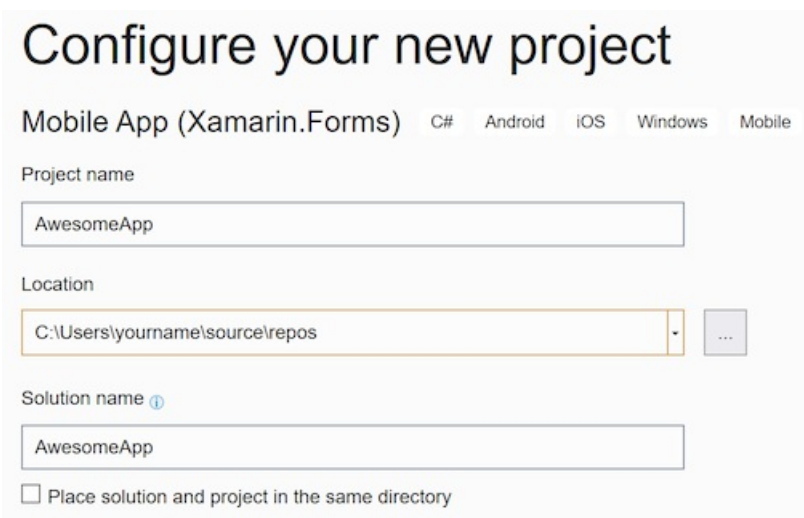 Configure your new project
Mobile App (Xamarin.Forms) C# Android iOS Windows Mobile
Project name
AwesomeApp
Location
C:\Users\yourname\source\repos
...
Solution name
AwesomeApp
Place solution and project in the same directory